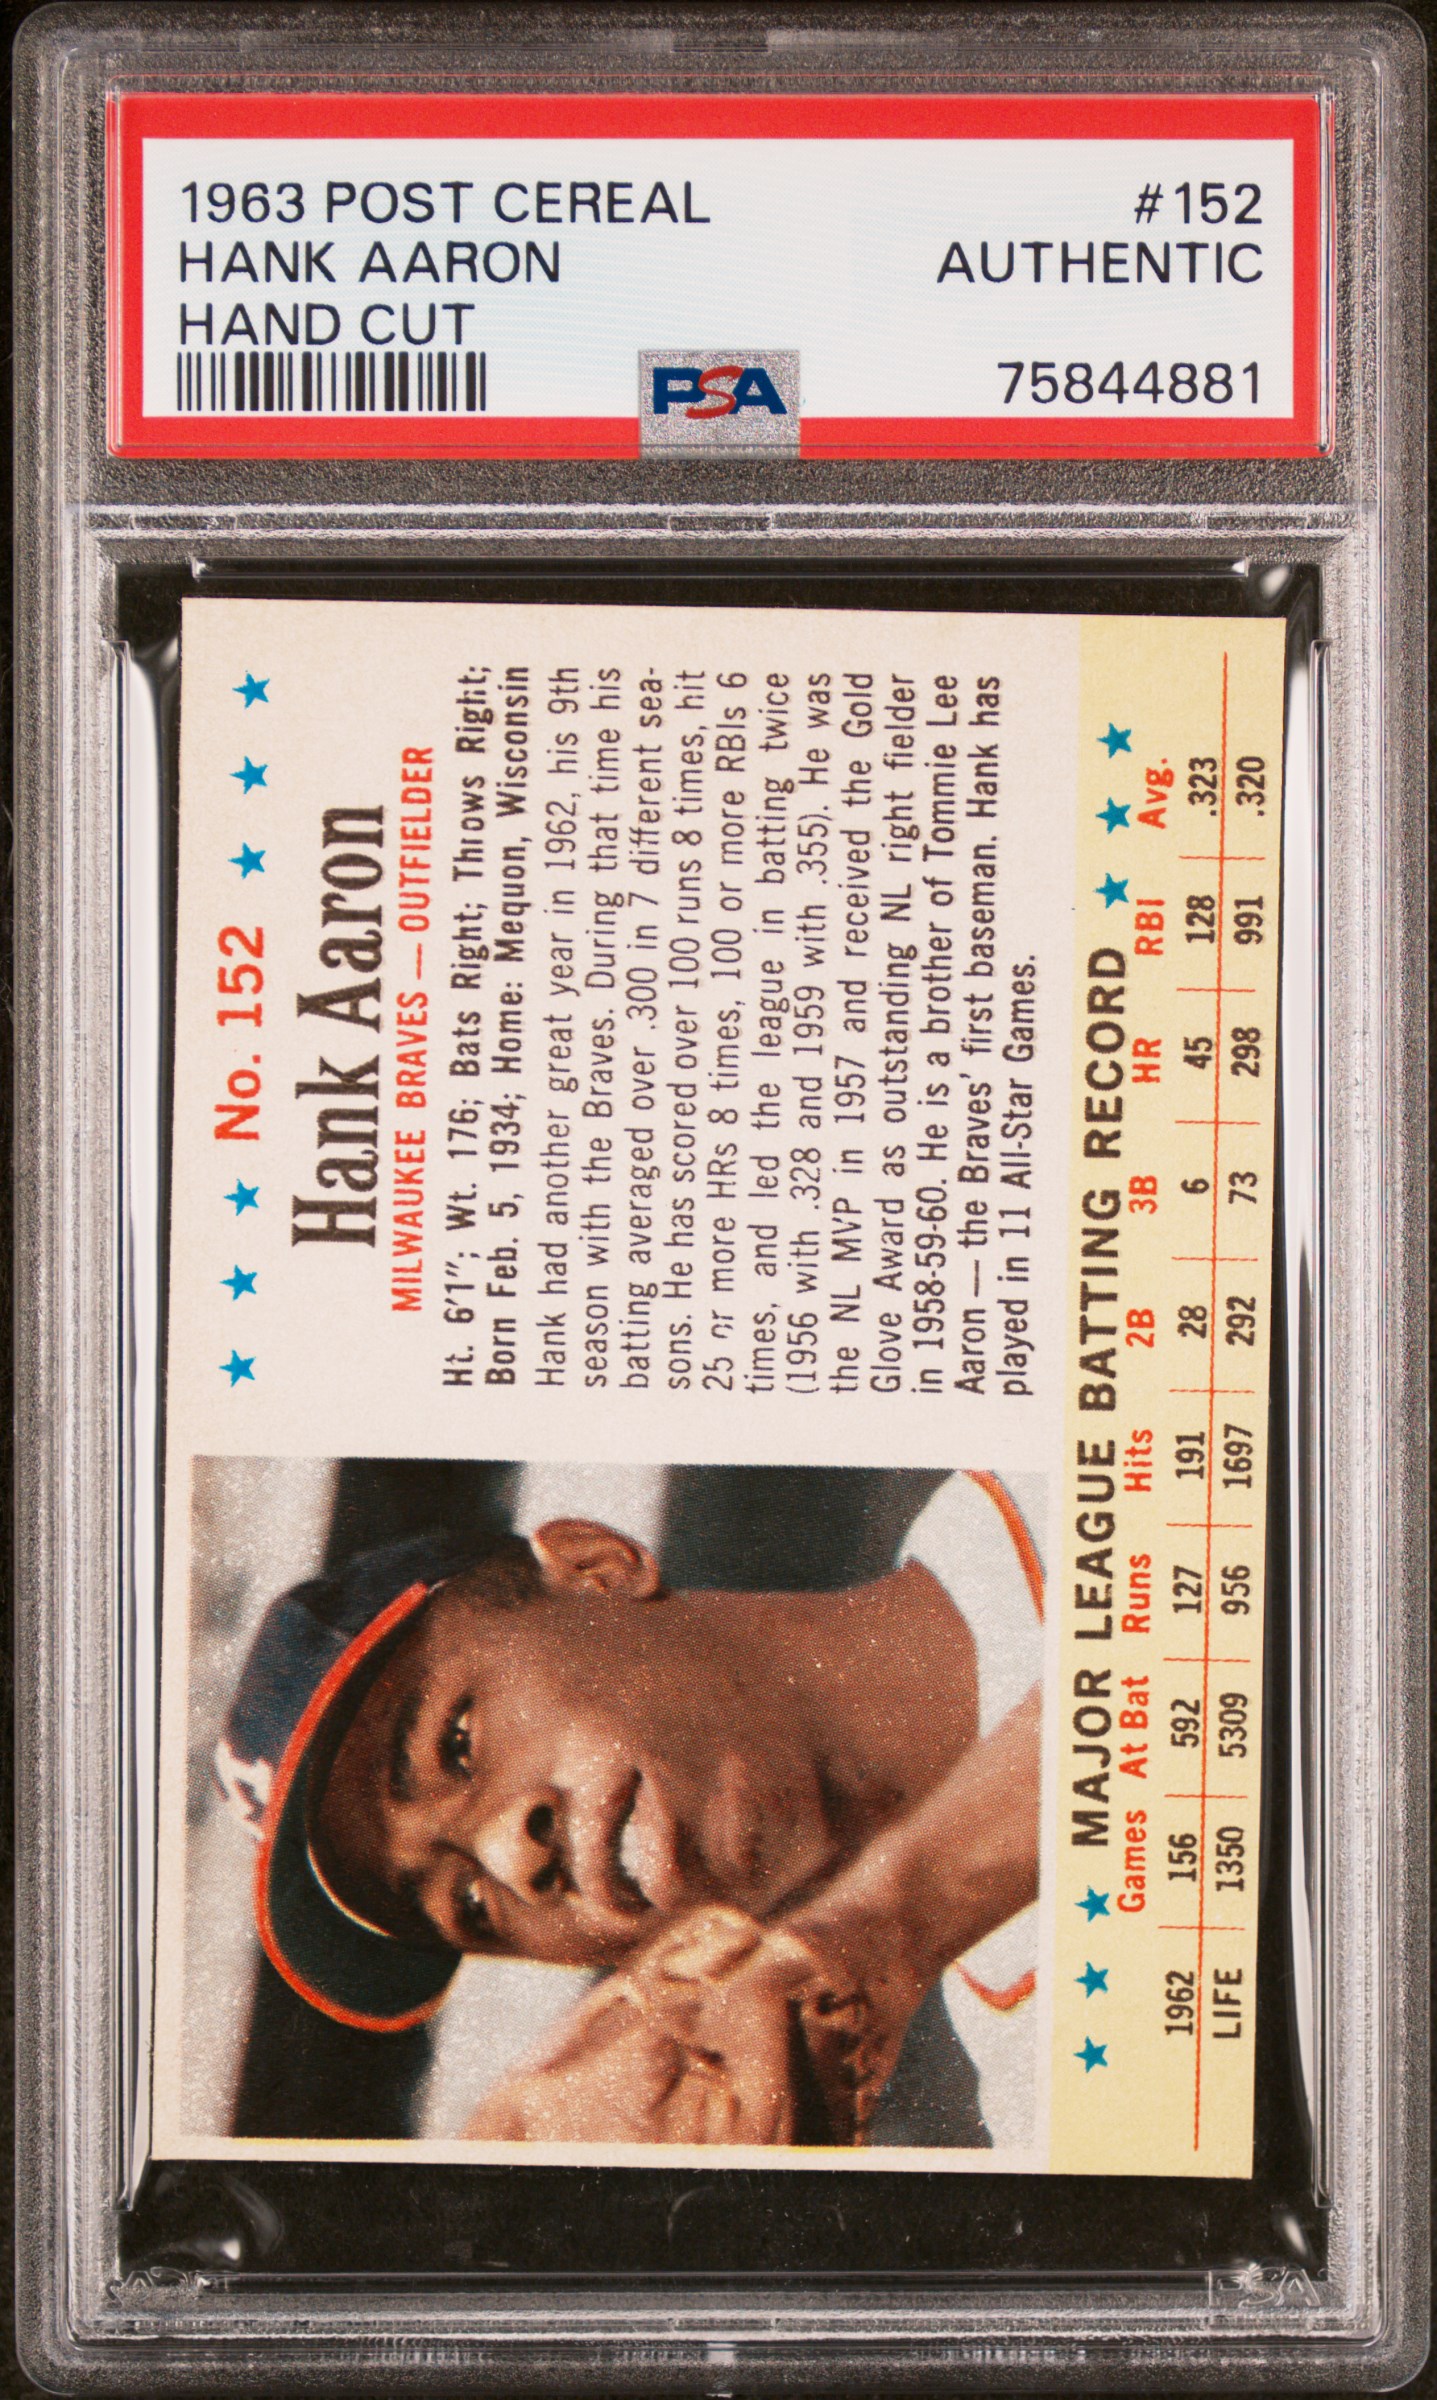 1963 POST CEREAL #152
HANK AARON AUTHENTIC
HAND CUT
PSA 75844881
No. 152
Hank Aaron
MILWAUKEE BRAVES — OUTFIELDER
Ht. 6'1"; Wt. 176; Bats Right; Throws Right;
Born Feb. 5, 1934; Home: Mequon, Wisconsin
Hank had another great year in 1962, his 9th
season with the Braves. During that time his
batting averaged over .300 in 7 different sea-
sons. He has scored over 100 runs 8 times, hit
25 or more HRs 8 times, 100 or more RBIs 6
times, and led the league in batting twice
(1956 with .328 and 1959 with .355). He was
the NL MVP in 1957 and received the Gold
Glove Award as outstanding NL right fielder
in 1958-59-60. He is a brother of Tommie Lee
Aaron — the Braves' first baseman. Hank has
played in 11 All-Star Games.
MAJOR LEAGUE BATTING RECORD
Games At Bat Runs Hits 2B 3B HR RBI Avg.
1962 156 592 127 191 28 6 45 128 .323
LIFE 1350 5309 956 1697 292 73 298 991 .320
PSA